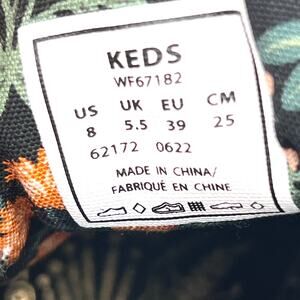 KEDS
WF67182
US UK EU CM
8 5.5 39 25
62172 0622
MADE IN CHINA/
FABRIQUÉ EN CHINE